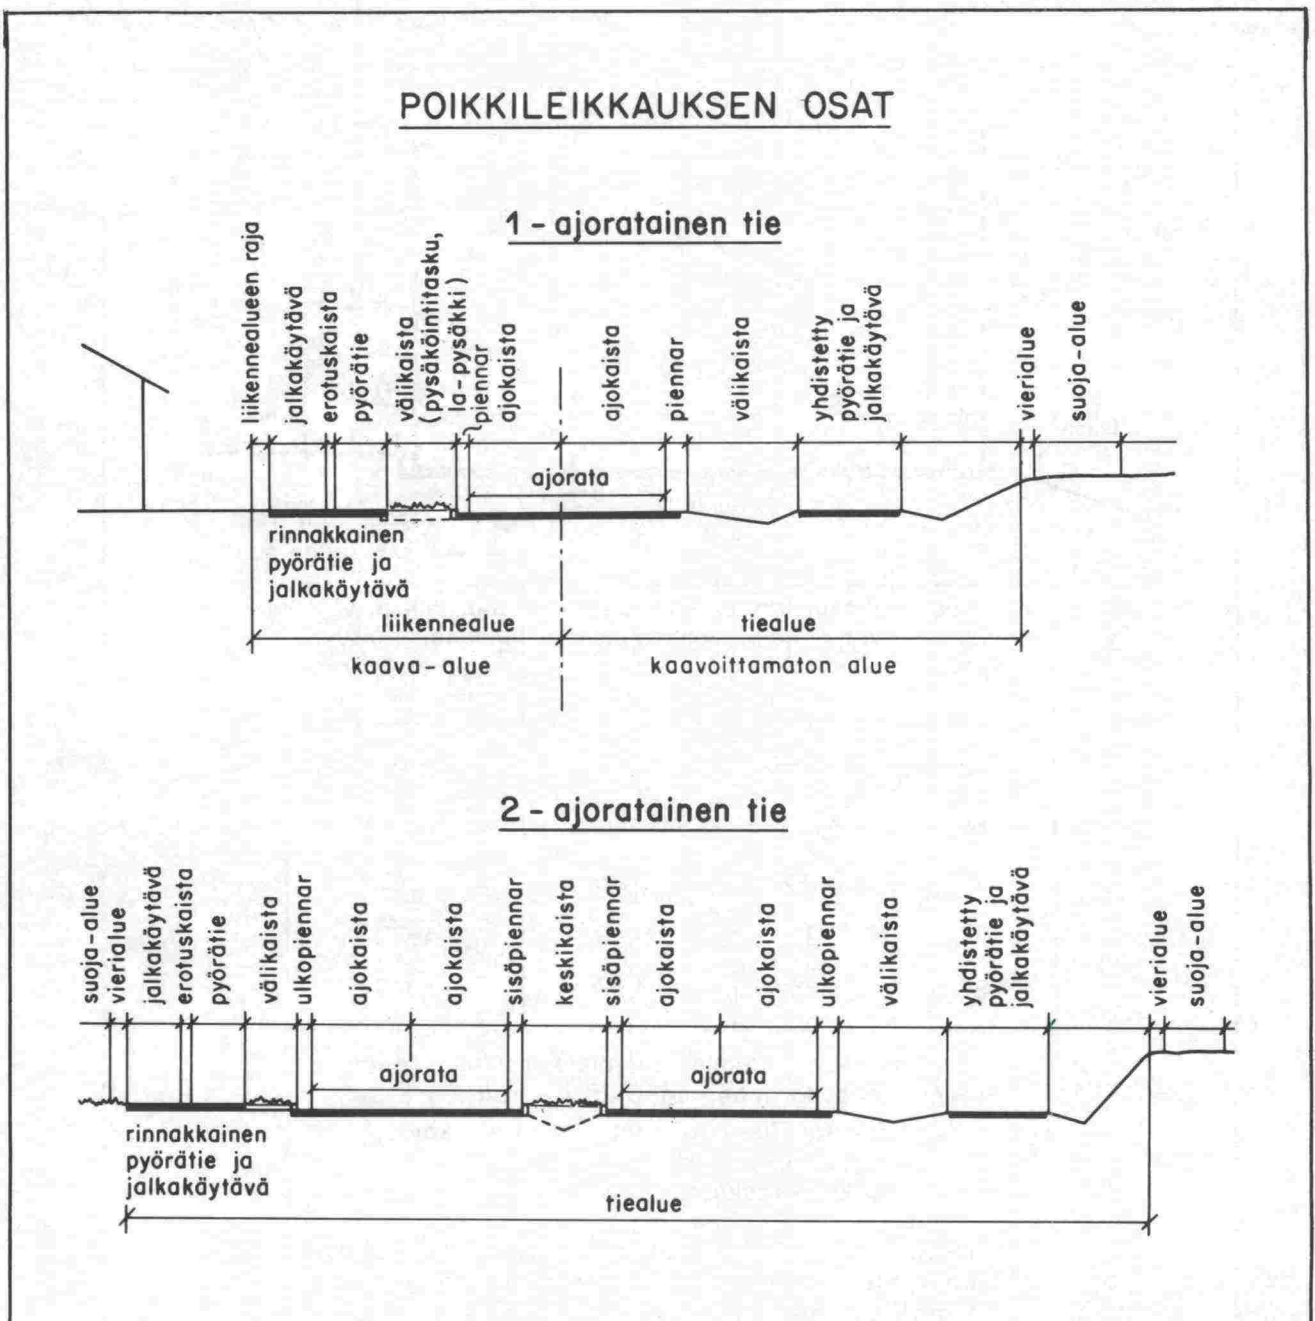 POIKKILEIKKAUKSEN OSAT
1 - ajoratainen tie
liikennealueen raja
jalkakäytävä
erotuskaista
pyörätie
välikaista
(pysäköintitasku,
la-pysäkki)
piennar
ajokaista
ajokaista
piennar
välikaista
yhdistetty
pyörätie ja
jalkakäytävä
vierialue
suoja-alue
ajorata
rinnakkainen
pyörätie ja
jalkakäytävä
liikennealue
tiealue
kaava-alue
kaavoittamaton alue
2 - ajoratainen tie
suoja-alue
vierialue
jalkakäytävä
erotuskaista
pyörätie
välikaista
ulkopiennar
ajokaista
ajokaista
sisäpiennar
keskikaista
sisäpiennar
ajokaista
ajokaista
ulkopiennar
välikaista
yhdistetty
pyörätie ja
jalkakäytävä
vierialue
suoja-alue
ajorata
ajorata
rinnakkainen
pyörätie ja
jalkakäytävä
tiealue